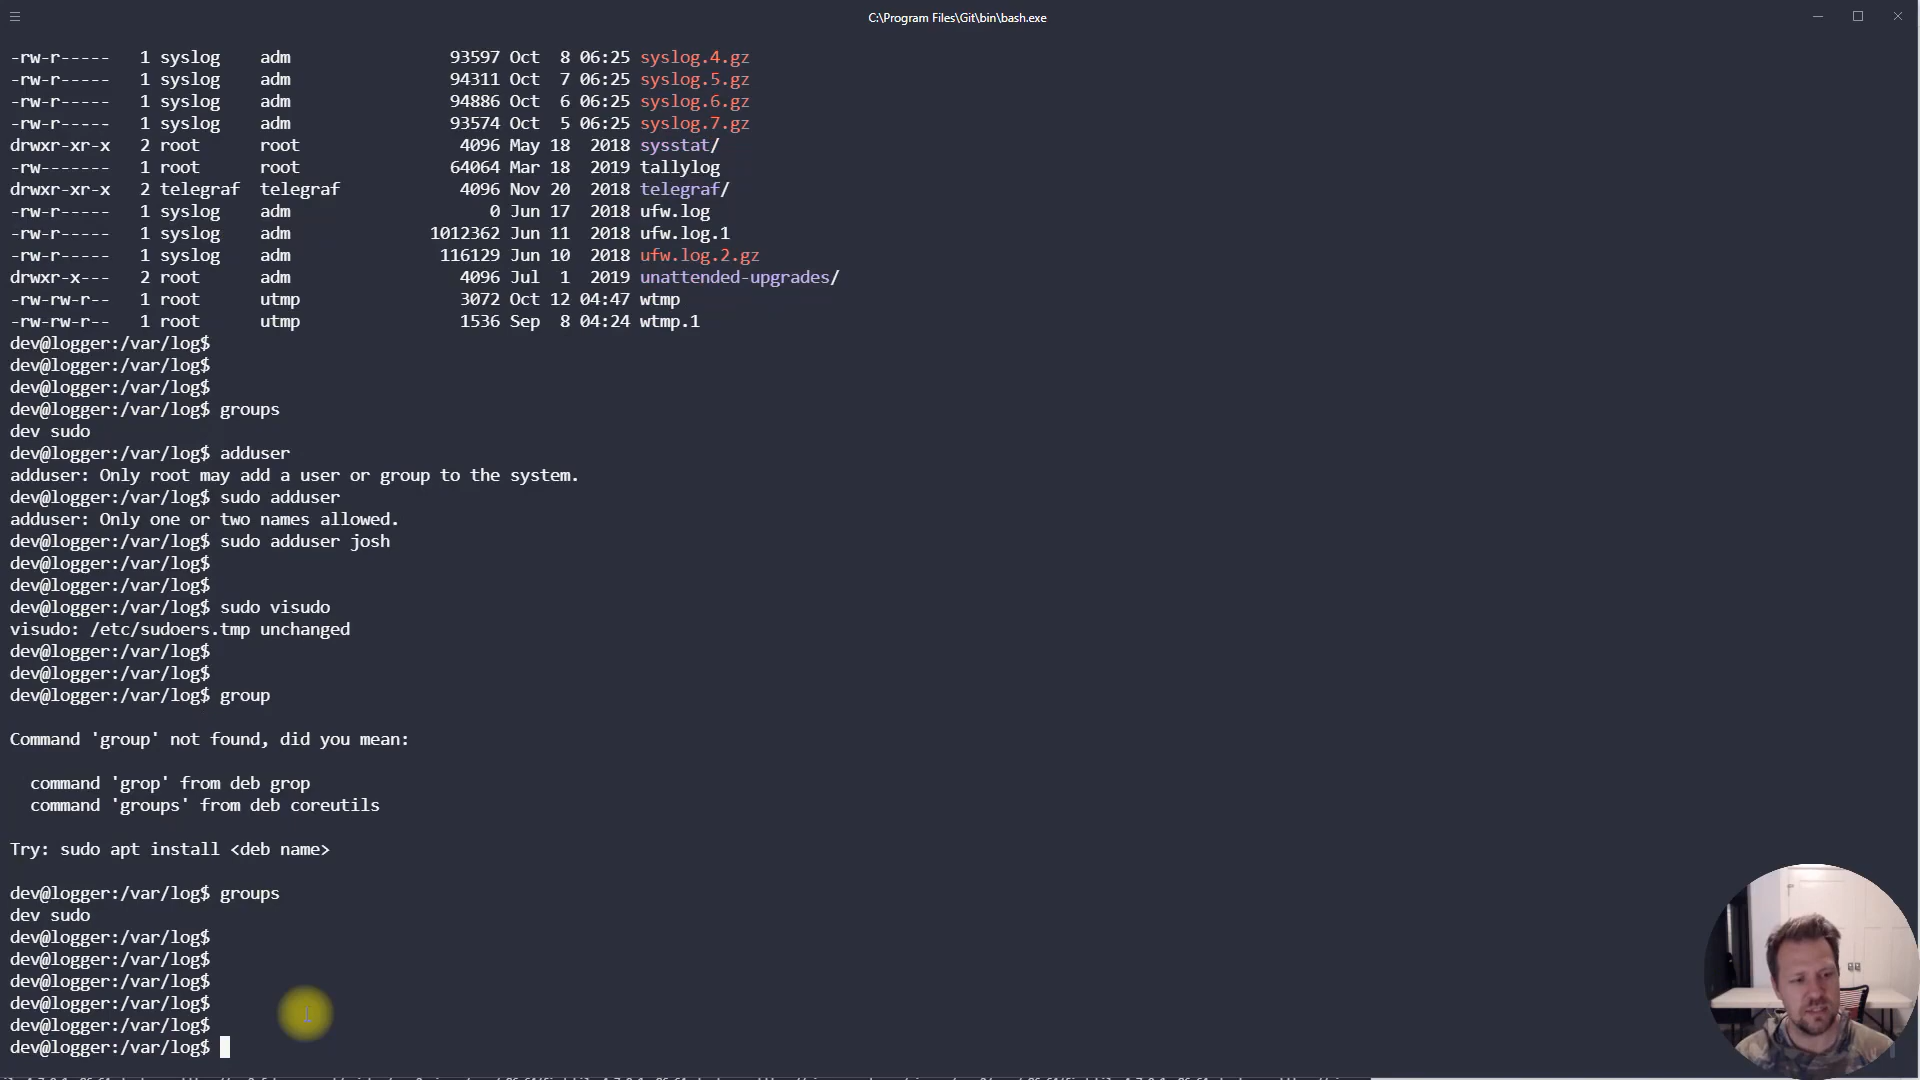 C:\Program Files\Git\bin\bash.exe
-rw-r-----   1 syslog    adm                93597 Oct  8 06:25 syslog.4.gz
-rw-r-----   1 syslog    adm                94311 Oct  7 06:25 syslog.5.gz
-rw-r-----   1 syslog    adm                94886 Oct  6 06:25 syslog.6.gz
-rw-r-----   1 syslog    adm                93574 Oct  5 06:25 syslog.7.gz
drwxr-xr-x   2 root      root                4096 May 18  2018 sysstat/
-rw-------   1 root      root               64064 Mar 18  2019 tallylog
drwxr-xr-x   2 telegraf  telegraf            4096 Nov 20  2018 telegraf/
-rw-r-----   1 syslog    adm                    0 Jun 17  2018 ufw.log
-rw-r-----   1 syslog    adm              1012362 Jun 11  2018 ufw.log.1
-rw-r-----   1 syslog    adm               116129 Jun 10  2018 ufw.log.2.gz
drwxr-x---   2 root      adm                 4096 Jul  1  2019 unattended-upgrades/
-rw-rw-r--   1 root      utmp                3072 Oct 12 04:47 wtmp
-rw-rw-r--   1 root      utmp                1536 Sep  8 04:24 wtmp.1
dev@logger:/var/log$
dev@logger:/var/log$
dev@logger:/var/log$
dev@logger:/var/log$ groups
dev sudo
dev@logger:/var/log$ adduser
adduser: Only root may add a user or group to the system.
dev@logger:/var/log$ sudo adduser
adduser: Only one or two names allowed.
dev@logger:/var/log$ sudo adduser josh
dev@logger:/var/log$
dev@logger:/var/log$
dev@logger:/var/log$ sudo visudo
visudo: /etc/sudoers.tmp unchanged
dev@logger:/var/log$
dev@logger:/var/log$
dev@logger:/var/log$ group
Command 'group' not found, did you mean:
command 'grop' from deb grop
command 'groups' from deb coreutils
Try: sudo apt install <deb name>
dev@logger:/var/log$ groups
dev sudo
dev@logger:/var/log$
dev@logger:/var/log$
dev@logger:/var/log$
dev@logger:/var/log$
dev@logger:/var/log$
dev@logger:/var/log$